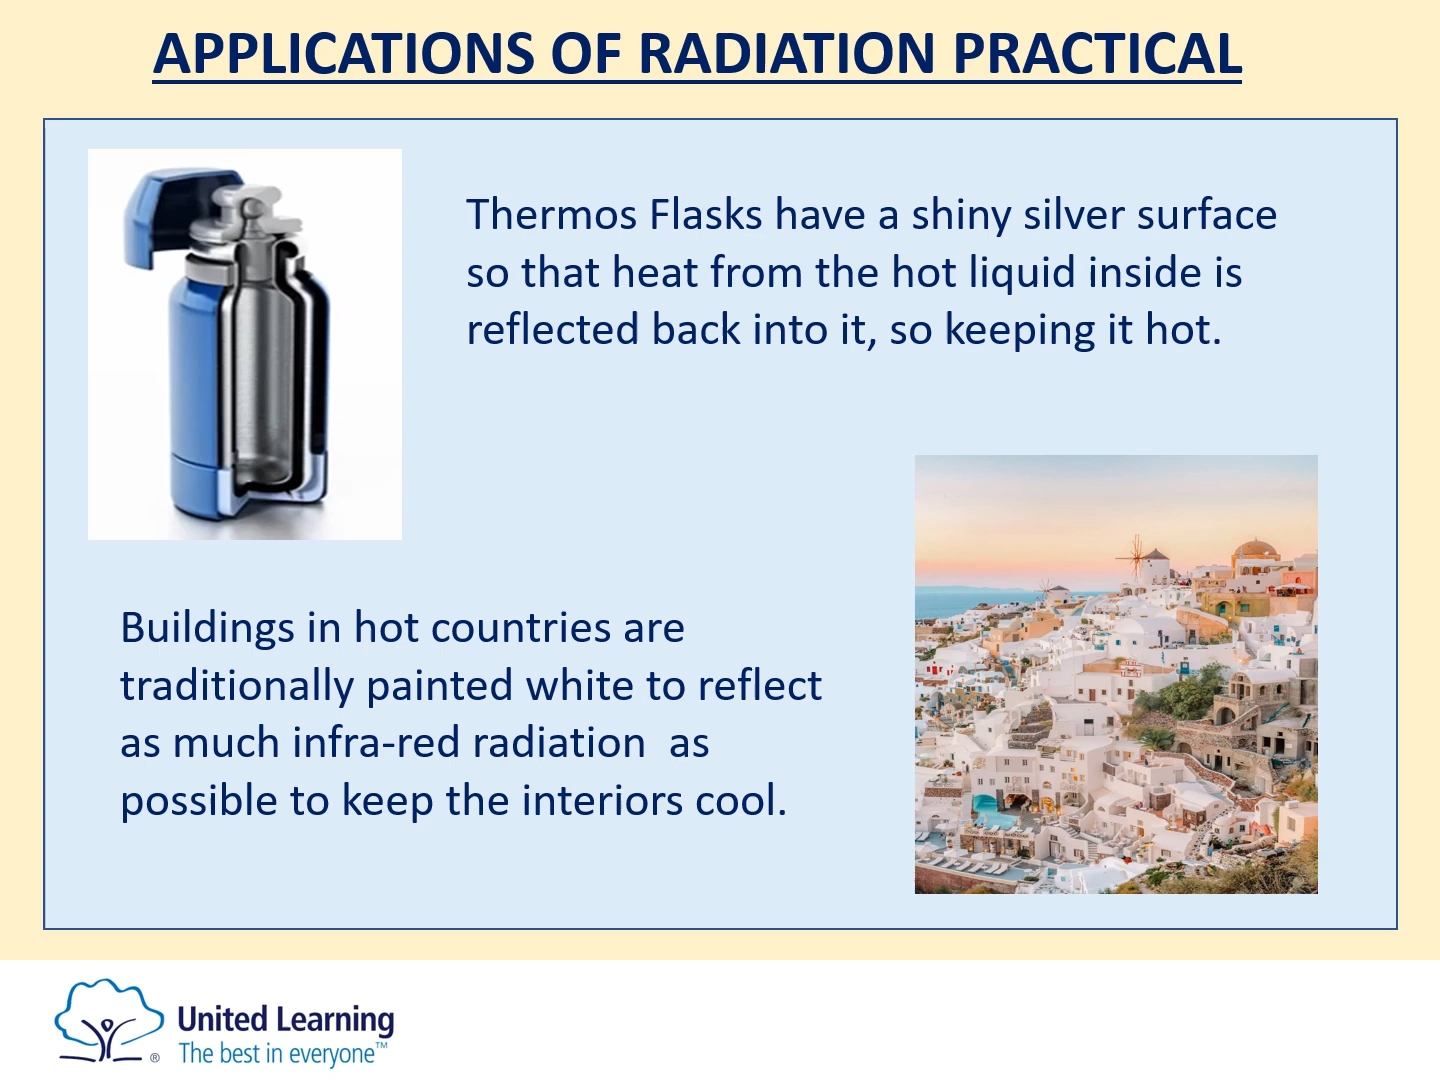 APPLICATIONS OF RADIATION PRACTICAL
Thermos Flasks have a shiny silver surface
so that heat from the hot liquid inside is
reflected back into it, so keeping it hot.
Buildings in hot countries are
traditionally painted white to reflect
as much infra-red radiation  as
possible to keep the interiors cool.
United Learning
The best in everyone™
®